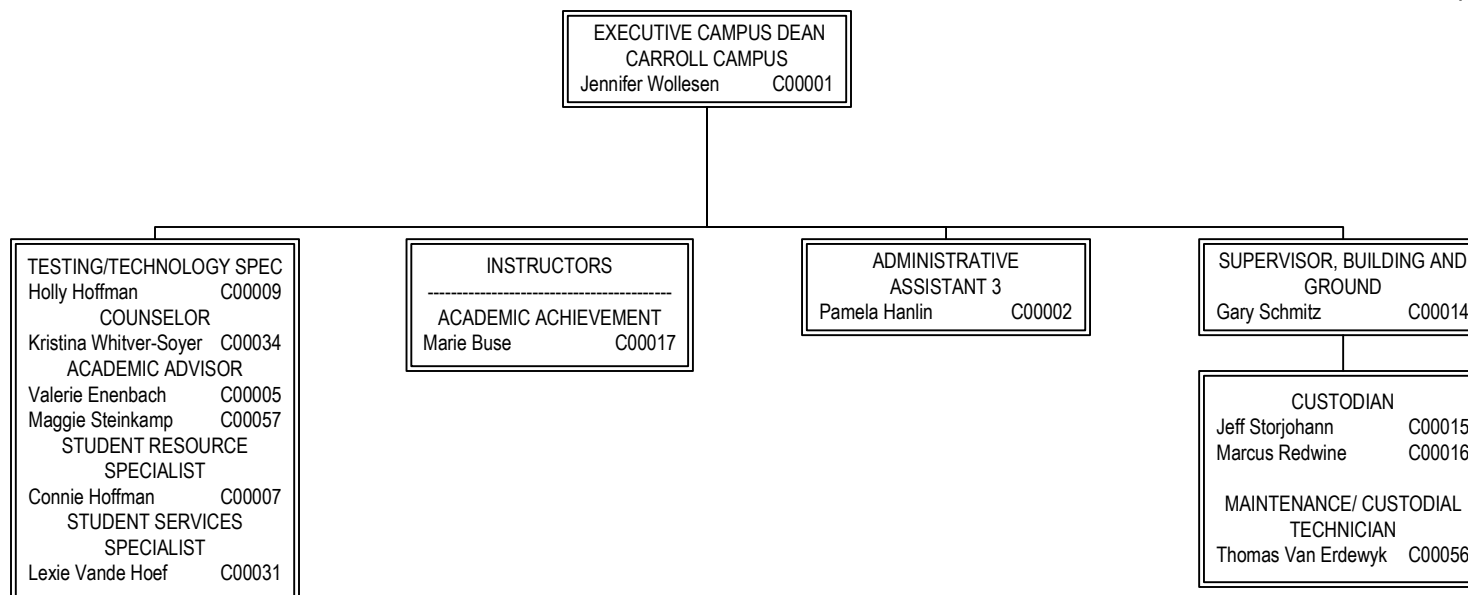 EXECUTIVE CAMPUS DEAN
CARROLL CAMPUS
Jennifer Wollesen C00001
TESTING/TECHNOLOGY SPEC
Holly Hoffman C00009
COUNSELOR
Kristina Whitver-Soyer C00034
ACADEMIC ADVISOR
Valerie Enenbach C00005
Maggie Steinkamp C00057
STUDENT RESOURCE
SPECIALIST
Connie Hoffman C00007
STUDENT SERVICES
SPECIALIST
Lexie Vande Hoef C00031
INSTRUCTORS
------------------------------------------
ACADEMIC ACHIEVEMENT
Marie Buse C00017
ADMINISTRATIVE
ASSISTANT 3
Pamela Hanlin C00002
SUPERVISOR, BUILDING AND
GROUND
Gary Schmitz C00014
CUSTODIAN
Jeff Storjohann C00015
Marcus Redwine C00016
MAINTENANCE/ CUSTODIAL
TECHNICIAN
Thomas Van Erdewyk C00056